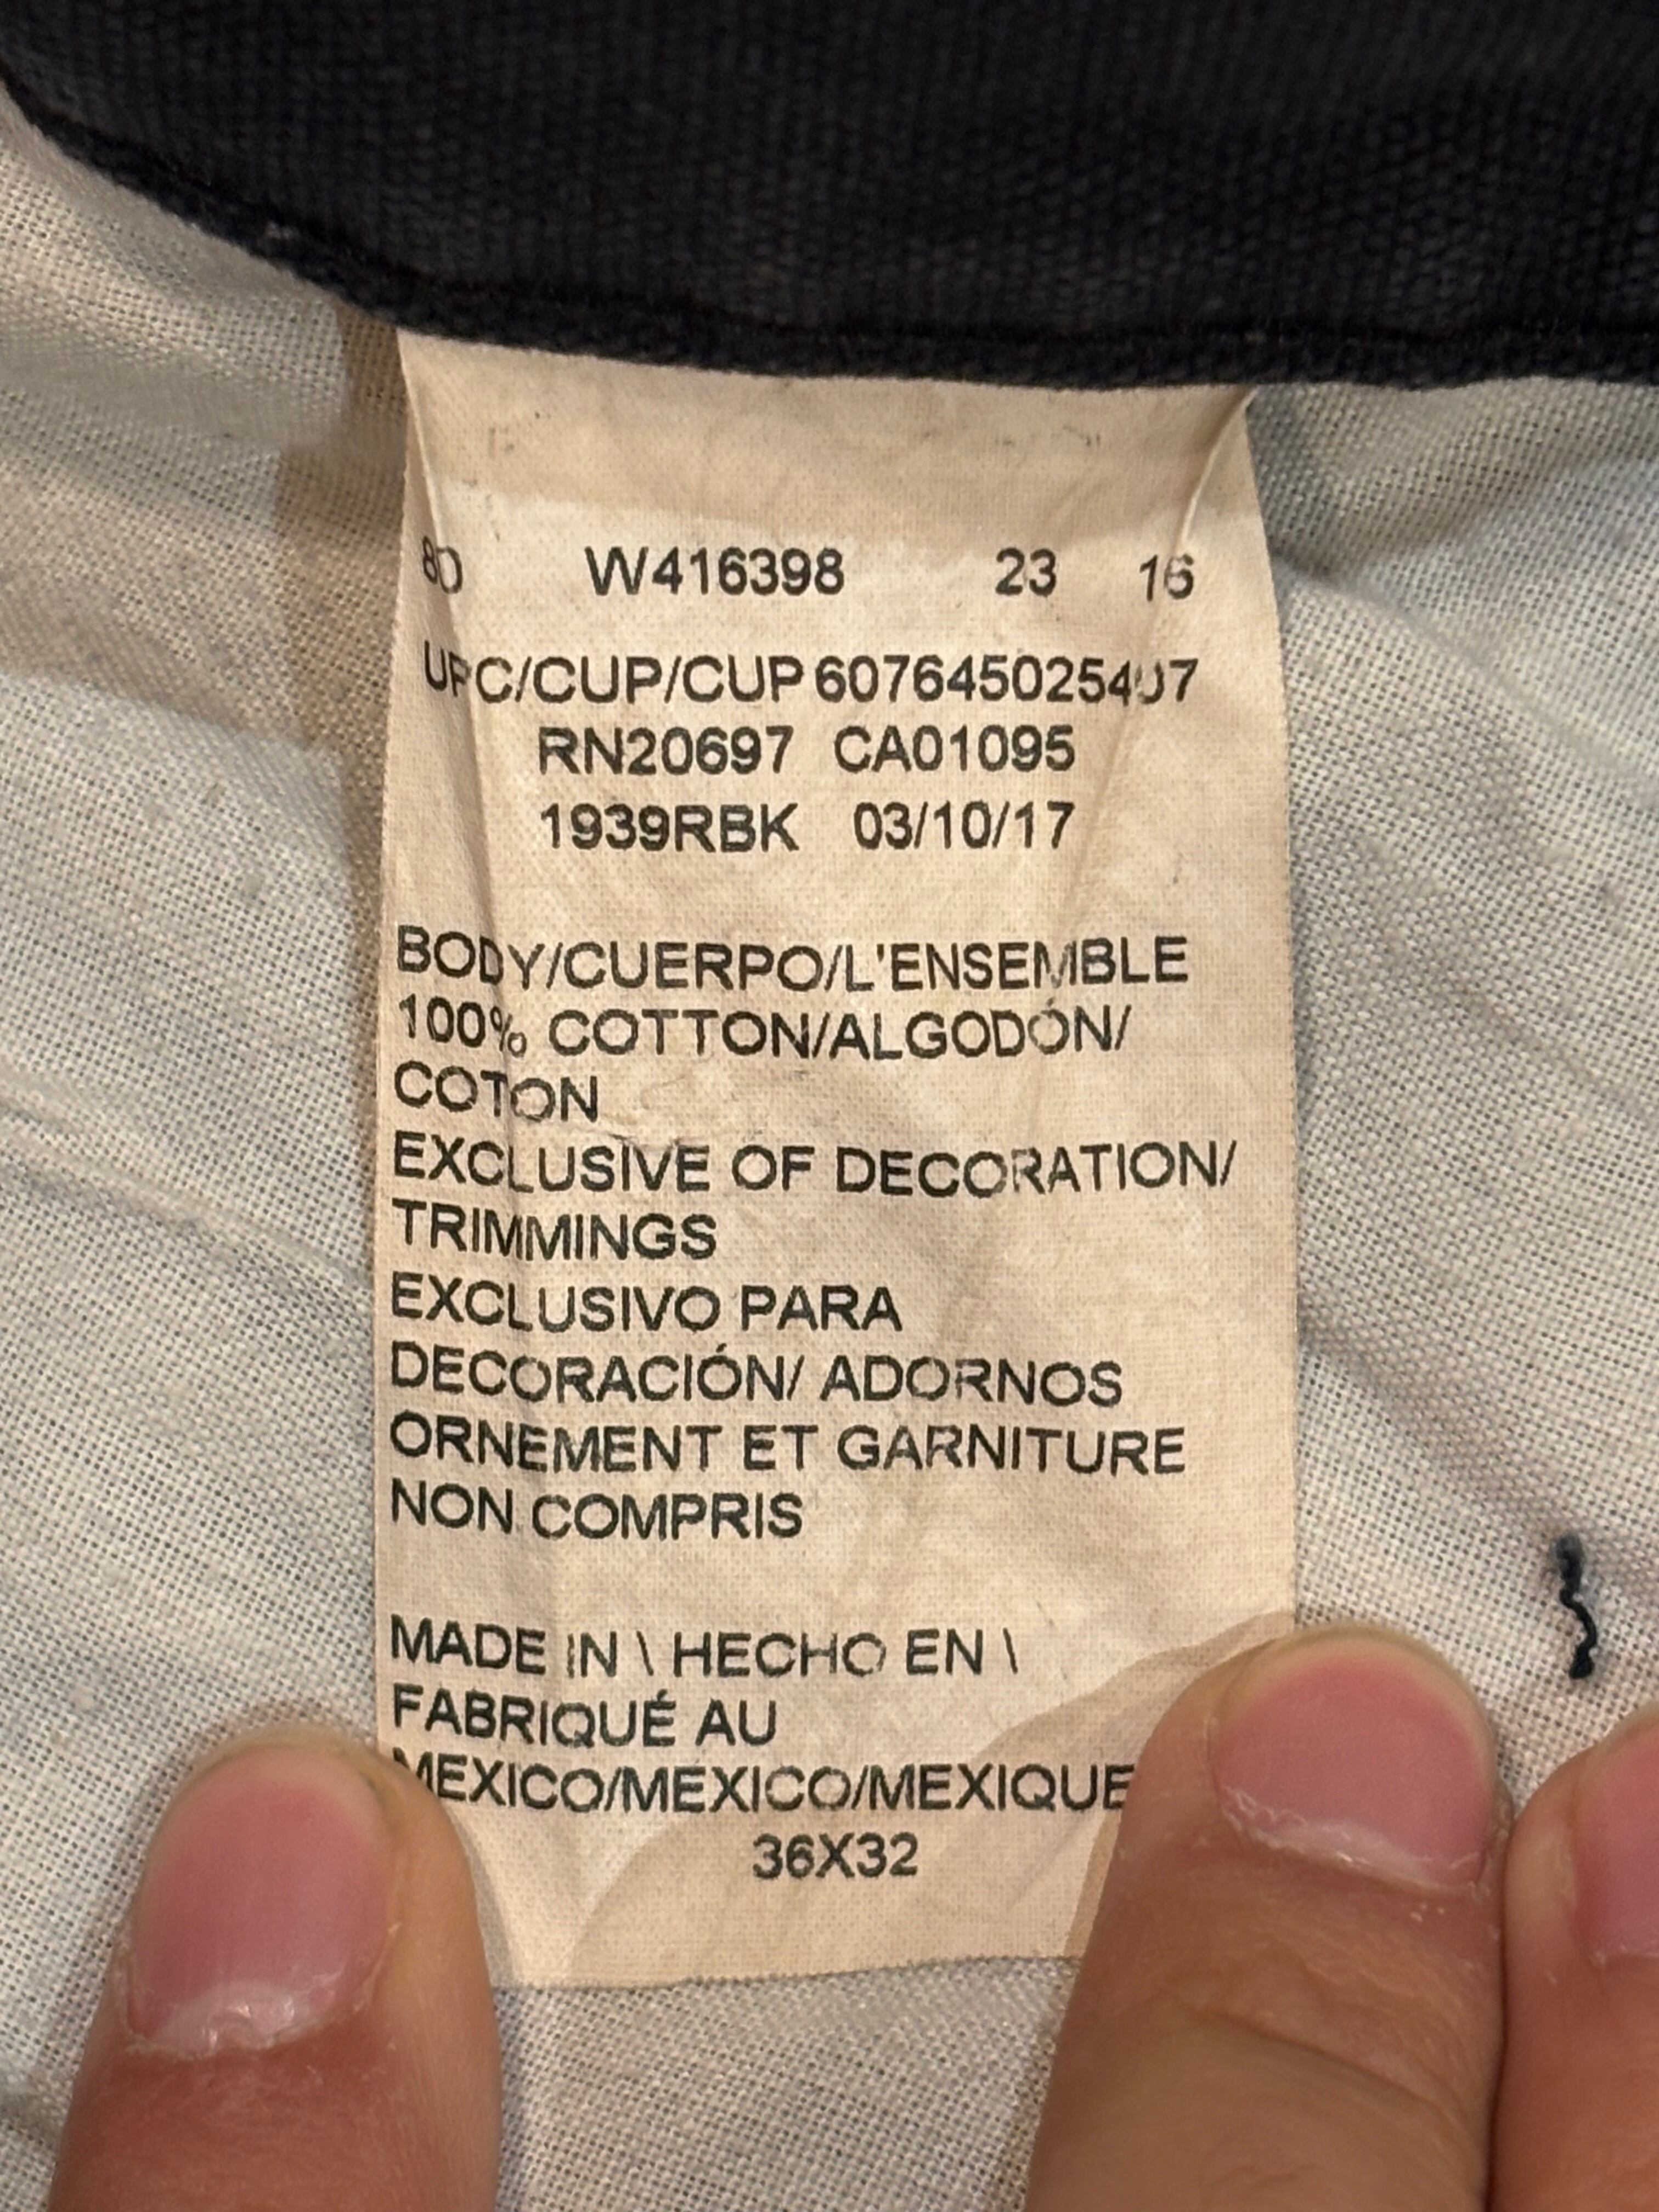 80 W416398 23 16
UPC/CUP/CUP 607645025407
RN20697 CA01095
1939RBK 03/10/17
BODY/CUERPO/L'ENSEMBLE
100% COTTON/ALGODÓN/
COTON
EXCLUSIVE OF DECORATION/
TRIMMINGS
EXCLUSIVO PARA
DECORACIÓN/ ADORNOS
ORNEMENT ET GARNITURE
NON COMPRIS
MADE IN \ HECHO EN \
FABRIQUÉ AU
MEXICO/MEXICO/MEXIQUE
36X32